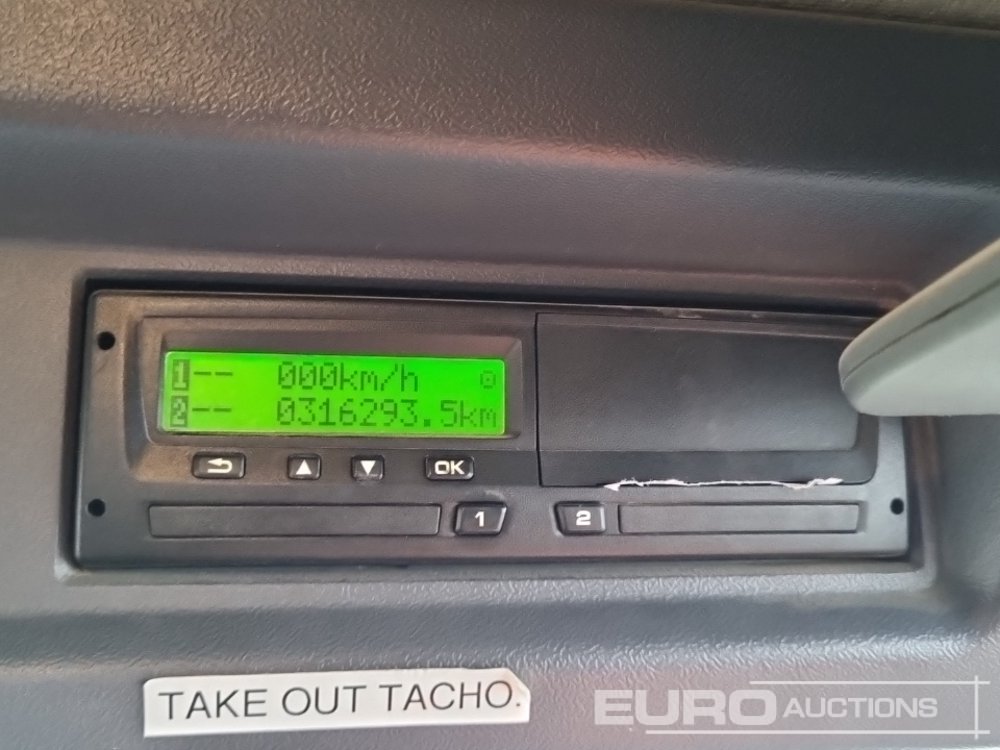 1-- 000km/h
2-- 0316293.5km
OK
1 2
TAKE OUT TACHO.
EURO AUCTIONS